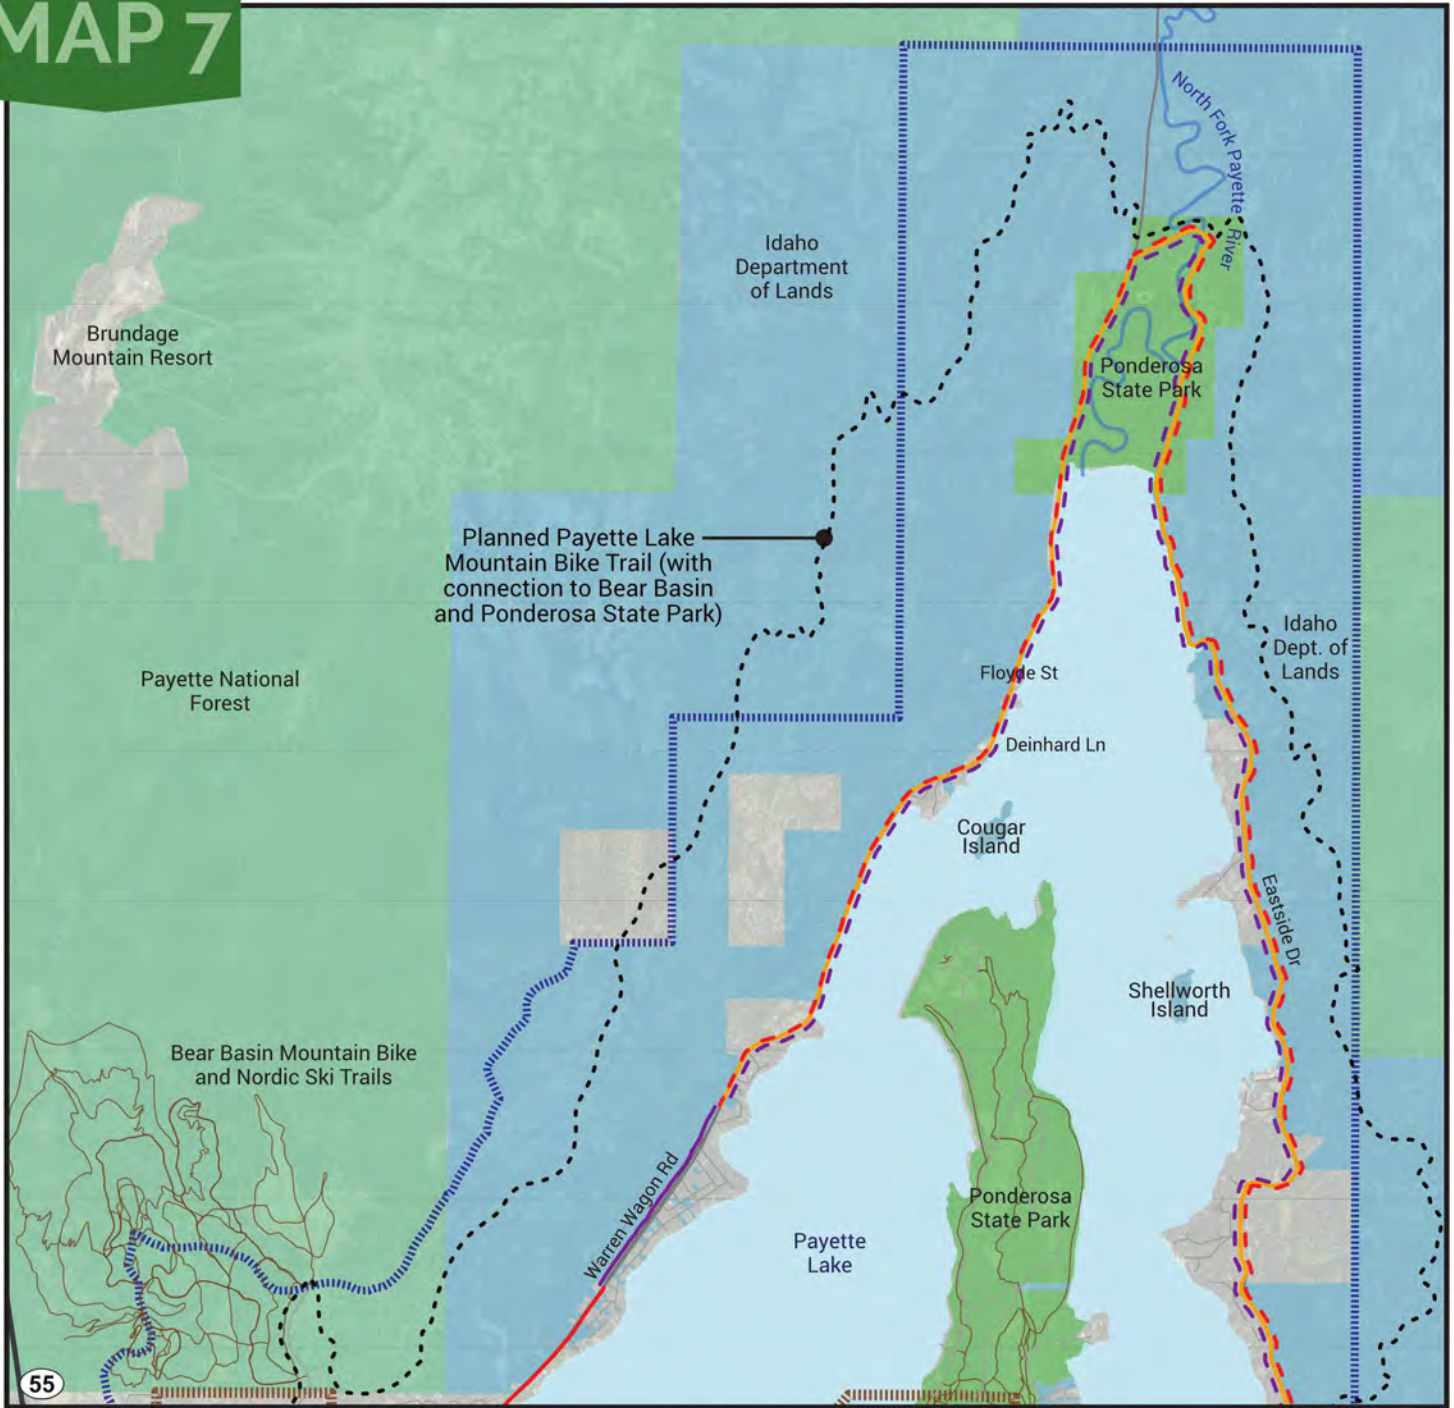 MAP 7
North Fork Payette River
Idaho
Department
of Lands
Brundage
Mountain Resort
Ponderosa
State Park
Planned Payette Lake
Mountain Bike Trail (with
connection to Bear Basin
and Ponderosa State Park)
Idaho
Dept. of
Lands
Payette National
Forest
Floyde St
Deinhard Ln
Cougar
Island
Eastside Dr
Shellworth
Island
Bear Basin Mountain Bike
and Nordic Ski Trails
Warren Wagon Rd
Ponderosa
State Park
Payette
Lake
55